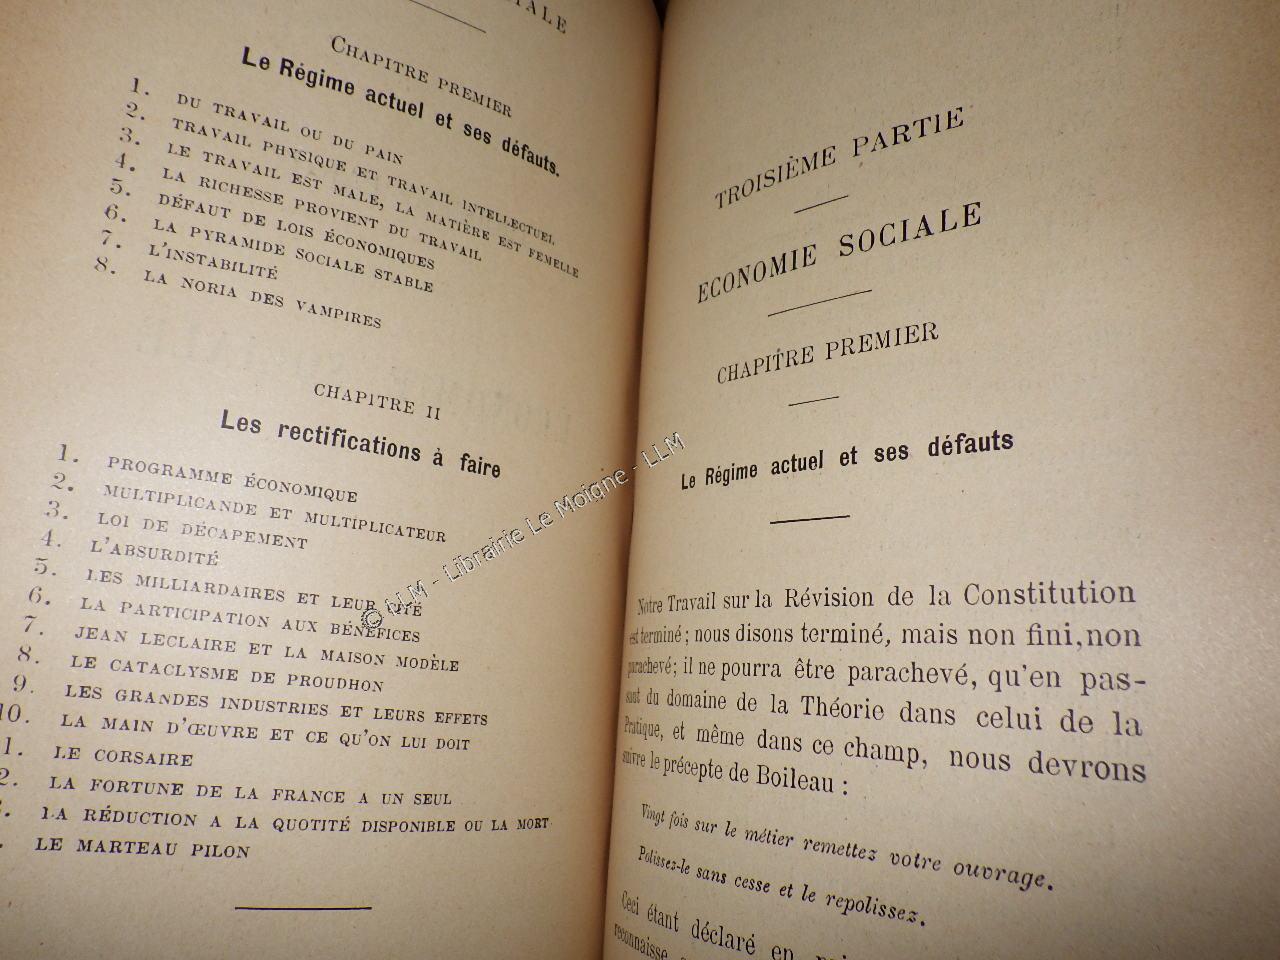 CHAPITRE PREMIER
Le Régime actuel et ses défauts.
1. DU TRAVAIL OU DU PAIN
2. TRAVAIL PHYSIQUE ET TRAVAIL INTELLECTUEL
3. LE TRAVAIL EST MALE, LA MATIÈRE EST FEMELLE
4. LA RICHESSE PROVIENT DU TRAVAIL
5. DÉFAUT DE LOIS ÉCONOMIQUES
6. LA PYRAMIDE SOCIALE STABLE
7. L'INSTABILITÉ
8. LA NORIA DES VAMPIRES
CHAPITRE II
Les rectifications à faire
1. PROGRAMME ÉCONOMIQUE
2. MULTIPLICANDE ET MULTIPLICATEUR
3. LOI DE DÉCAPEMENT
4. L'ABSURDITÉ
5. LES MILLIARDAIRES ET LEUR
6. LA PARTICIPATION AUX BÉNÉFICES
7. JEAN LECLAIRE ET LA MAISON MODÈLE
8. LE CATACLYSME DE PROUDHON
9. LES GRANDES INDUSTRIES ET LEURS EFFETS
10. LA MAIN D'ŒUVRE ET CE QU'ON LUI DOIT
1. LE CORSAIRE
2. LA FORTUNE DE LA FRANCE A UN SEUL
LA RÉDUCTION A LA QUOTITÉ DISPONIBLE OU LA MORT
LE MARTEAU PILON
TROISIÈME PARTIE
ECONOMIE SOCIALE
CHAPITRE PREMIER
Le Régime actuel et ses défauts
Notre Travail sur la Révision de la Constitution
est terminé ; nous disons terminé, mais non fini, non
parachevé ; il ne pourra être parachevé, qu'en pas-
sant du domaine de la Théorie dans celui de la
Pratique, et même dans ce champ, nous devrons
suivre le précepte de Boileau :
Vingt fois sur le métier remettez votre ouvrage.
Polissez-le sans cesse et le repolissez.
Ceci étant déclaré en
reconnaisse
© LLM - Librairie Le Moigne - LLM